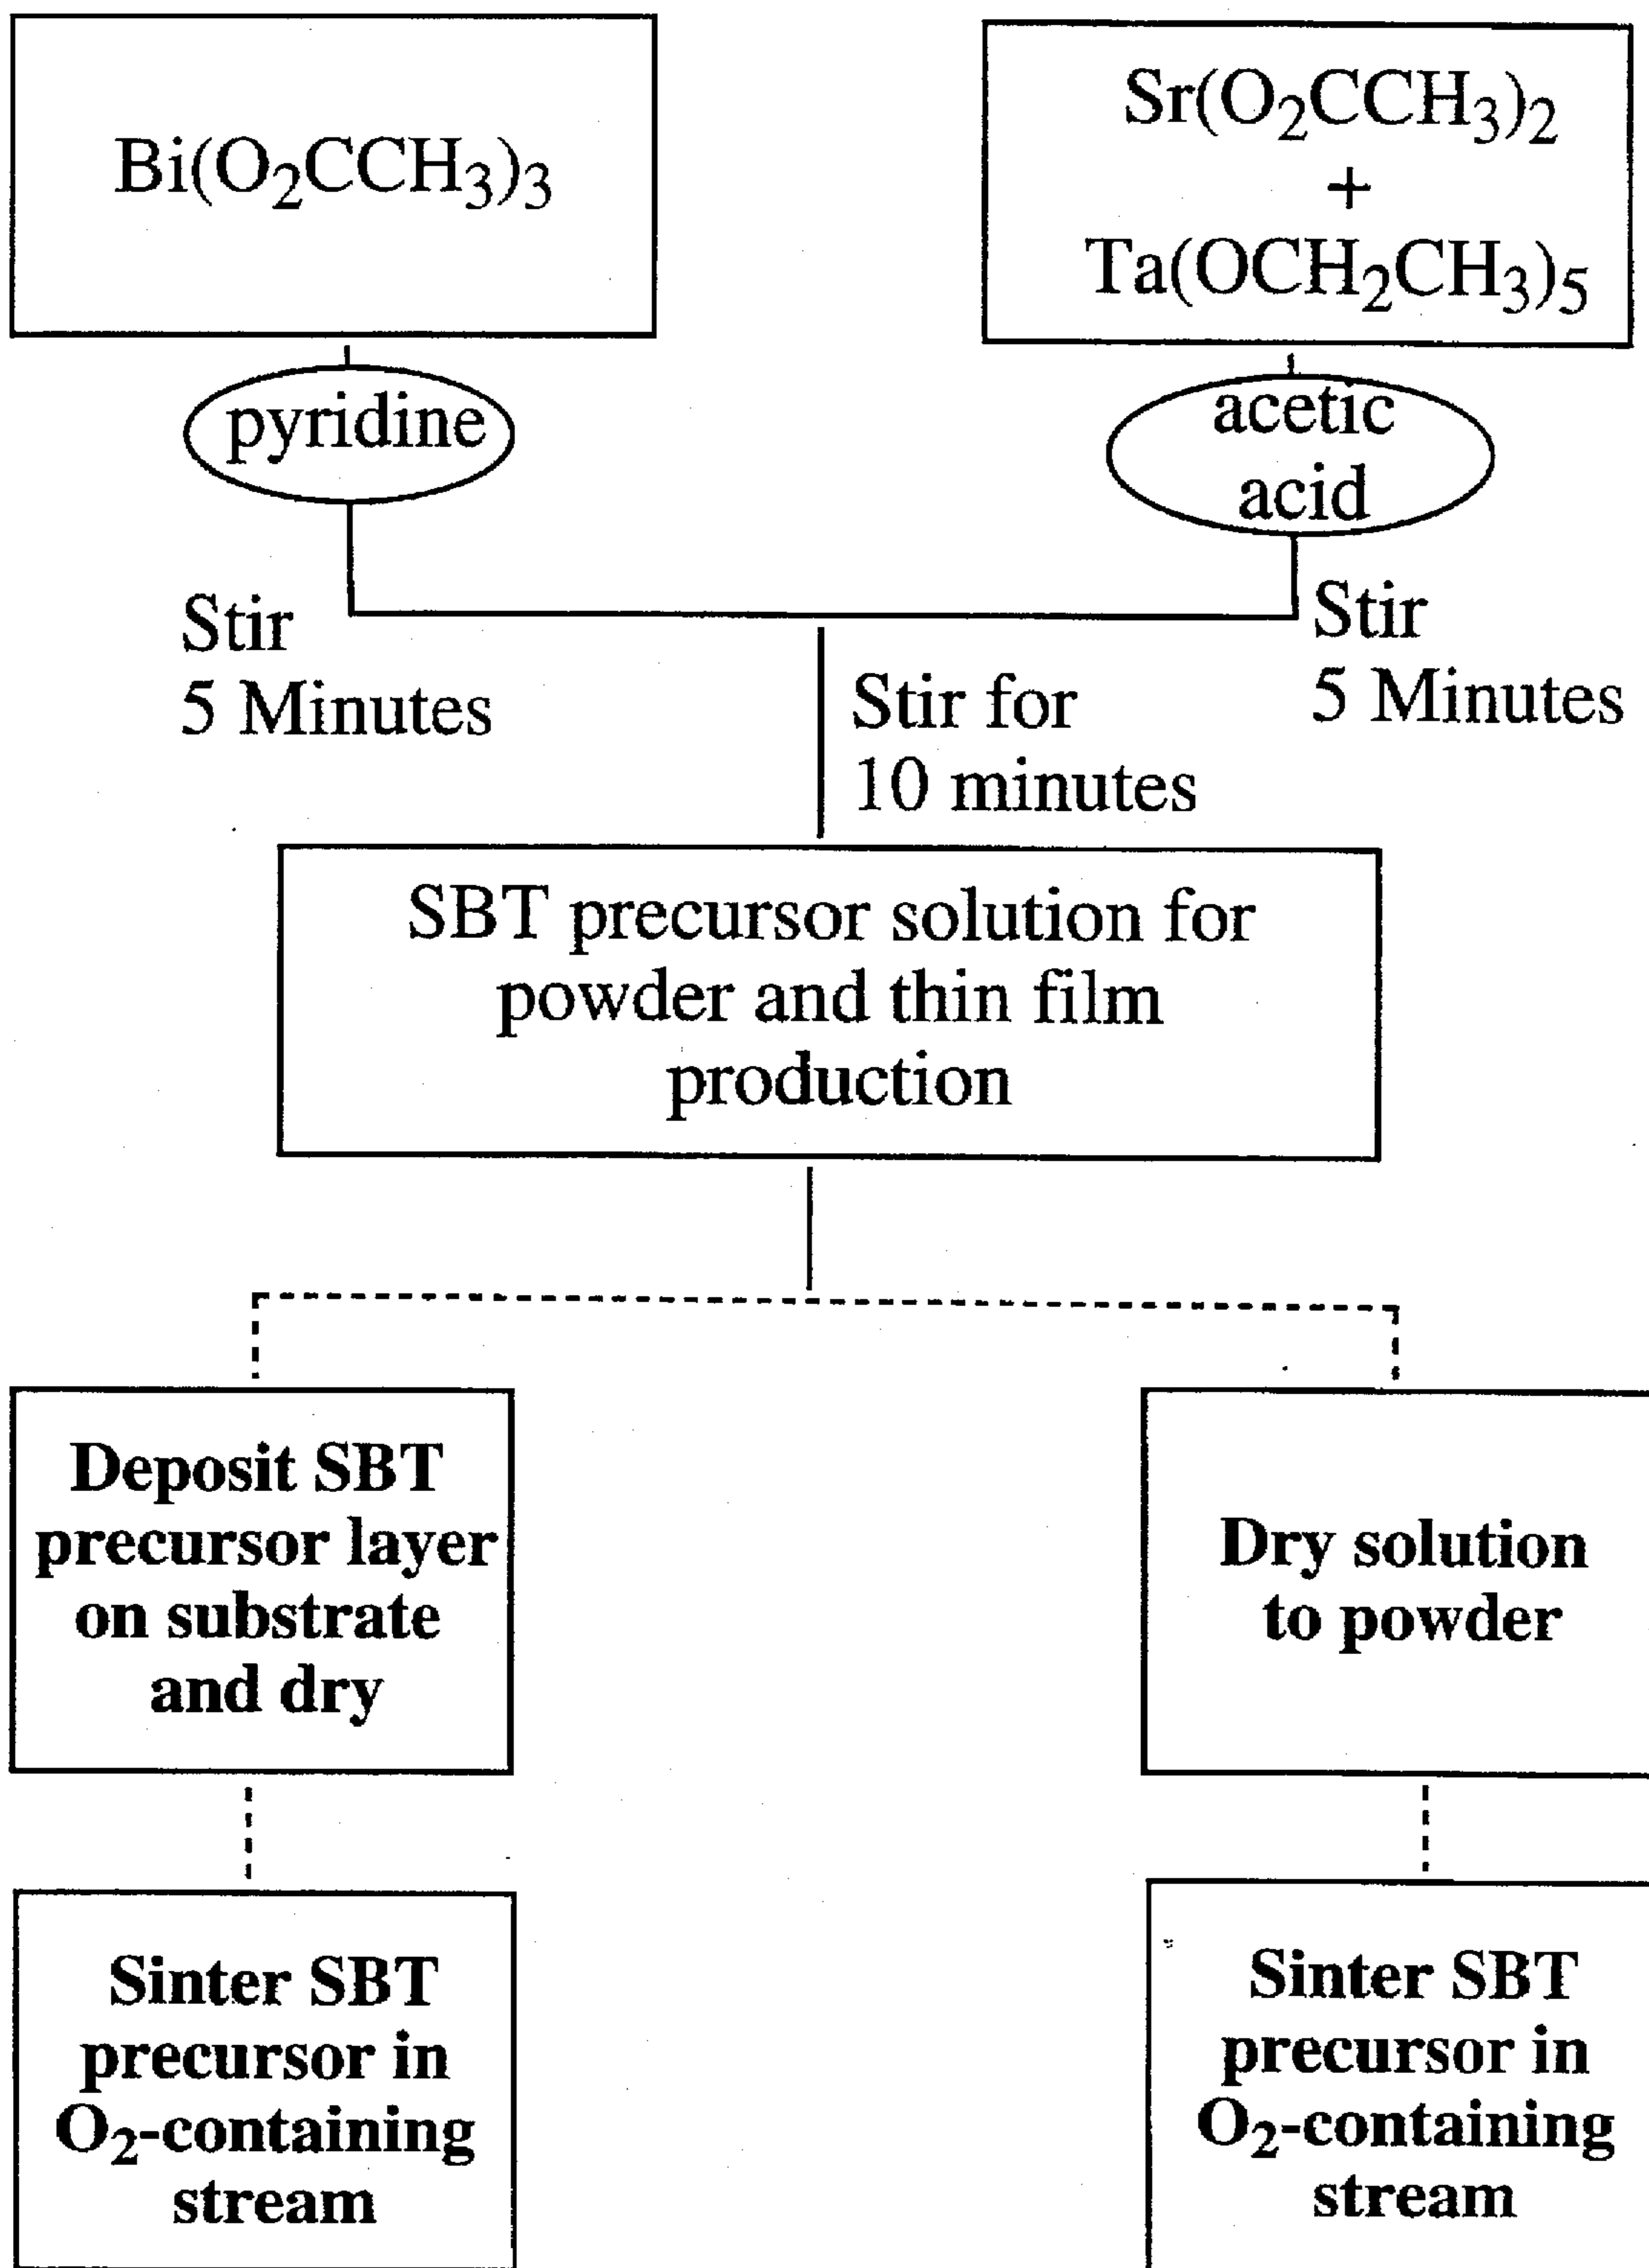 Bi(O₂CCH₃)₃
Sr(O₂CCH₃)₂
+
Ta(OCH₂CH₃)₅
pyridine
acetic
acid
Stir
5 Minutes
Stir
5 Minutes
Stir for
10 minutes
SBT precursor solution for
powder and thin film
production
Deposit SBT
precursor layer
on substrate
and dry
Dry solution
to powder
Sinter SBT
precursor in
O₂-containing
stream
Sinter SBT
precursor in
O₂-containing
stream